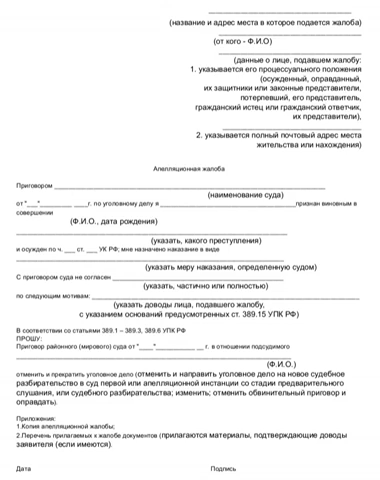 (название и адрес места в которое подается жалоба)
(от кого - Ф.И.О)
(данные о лице, подавшем жалобу:
1. указывается его процессуального положения
(осужденный, оправданный,
их защитники или законные представители,
потерпевший, его представитель,
гражданский истец или гражданский ответчик,
их представители),
2. указывается полный почтовый адрес места
жительства или нахождения)
Апелляционная жалоба
Приговором
(наименование суда)
от "___"_________ ____г. по уголовному делу в ____________ признан виновным в
совершении
(Ф.И.О., дата рождения)
(указать, какого преступления)
и осужден по ч. ___ ст. ___ УК РФ; мне назначено наказание в виде
(указать меру наказания, определенную судом)
С приговором суда не согласен
(указать, частично или полностью)
по следующим мотивам:
(указать доводы лица, подавшего жалобу,
с указанием оснований предусмотренных ст. 389.15 УПК РФ)
В соответствии со статьями 389.1 – 389.3, 389.6 УПК РФ
ПРОШУ:
Приговор районного (мирового) суда от "____"_________ __ г. в отношении подсудимого
(Ф.И.О.)
отменить и прекратить уголовное дело (отменить и направить уголовное дело на новое судебное
разбирательство в суд первой или апелляционной инстанции со стадии предварительного
слушания, или судебного разбирательства; изменить; отменить обвинительный приговор и
оправдать).
Приложения:
1.Копия апелляционной жалобы;
2.Перечень прилагаемых к жалобе документов (прилагаются материалы, подтверждающие доводы
заявителя (если имеются).
Дата Подпись